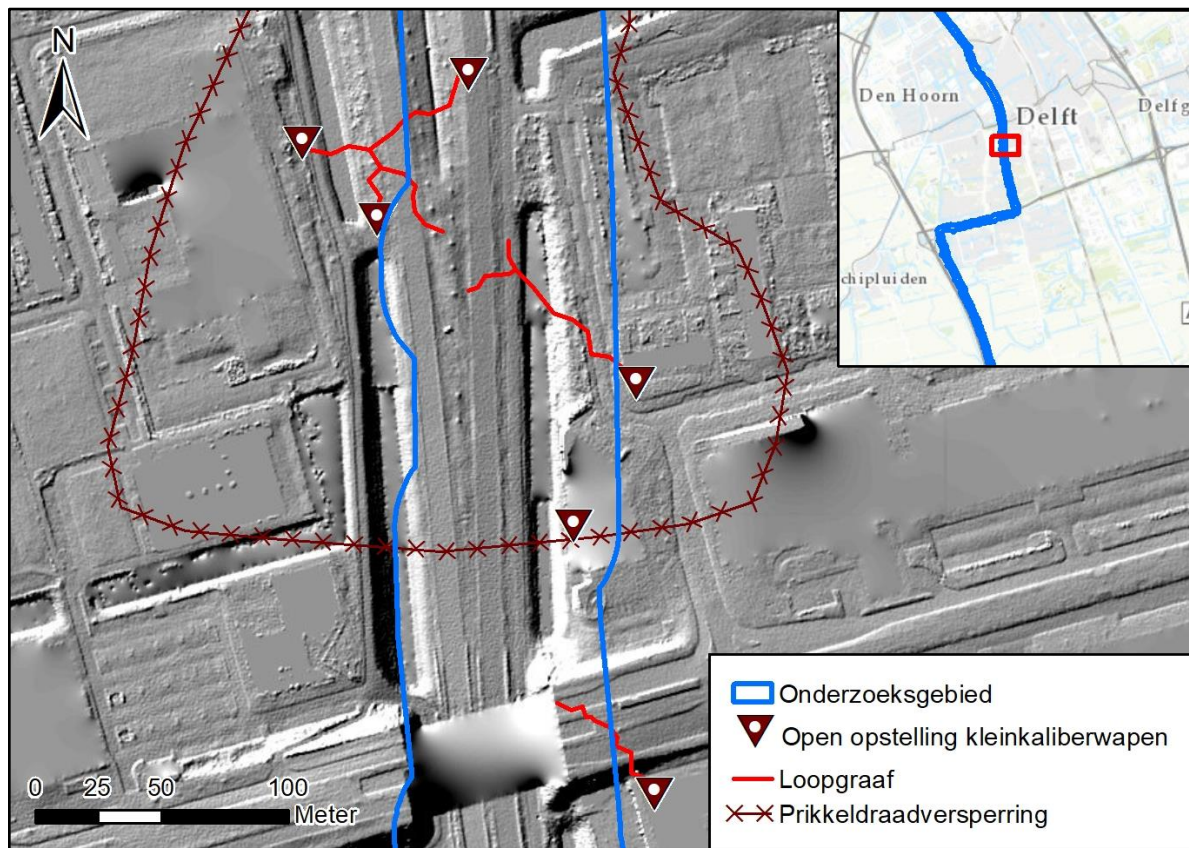 N
Den Hoorn
Delft
Delfg
chipluiden
A
Onderzoeksgebied
Open opstelling kleinkaliberwapen
Loopgraaf
Prikkeldraadversperring
0 25 50 100
Meter